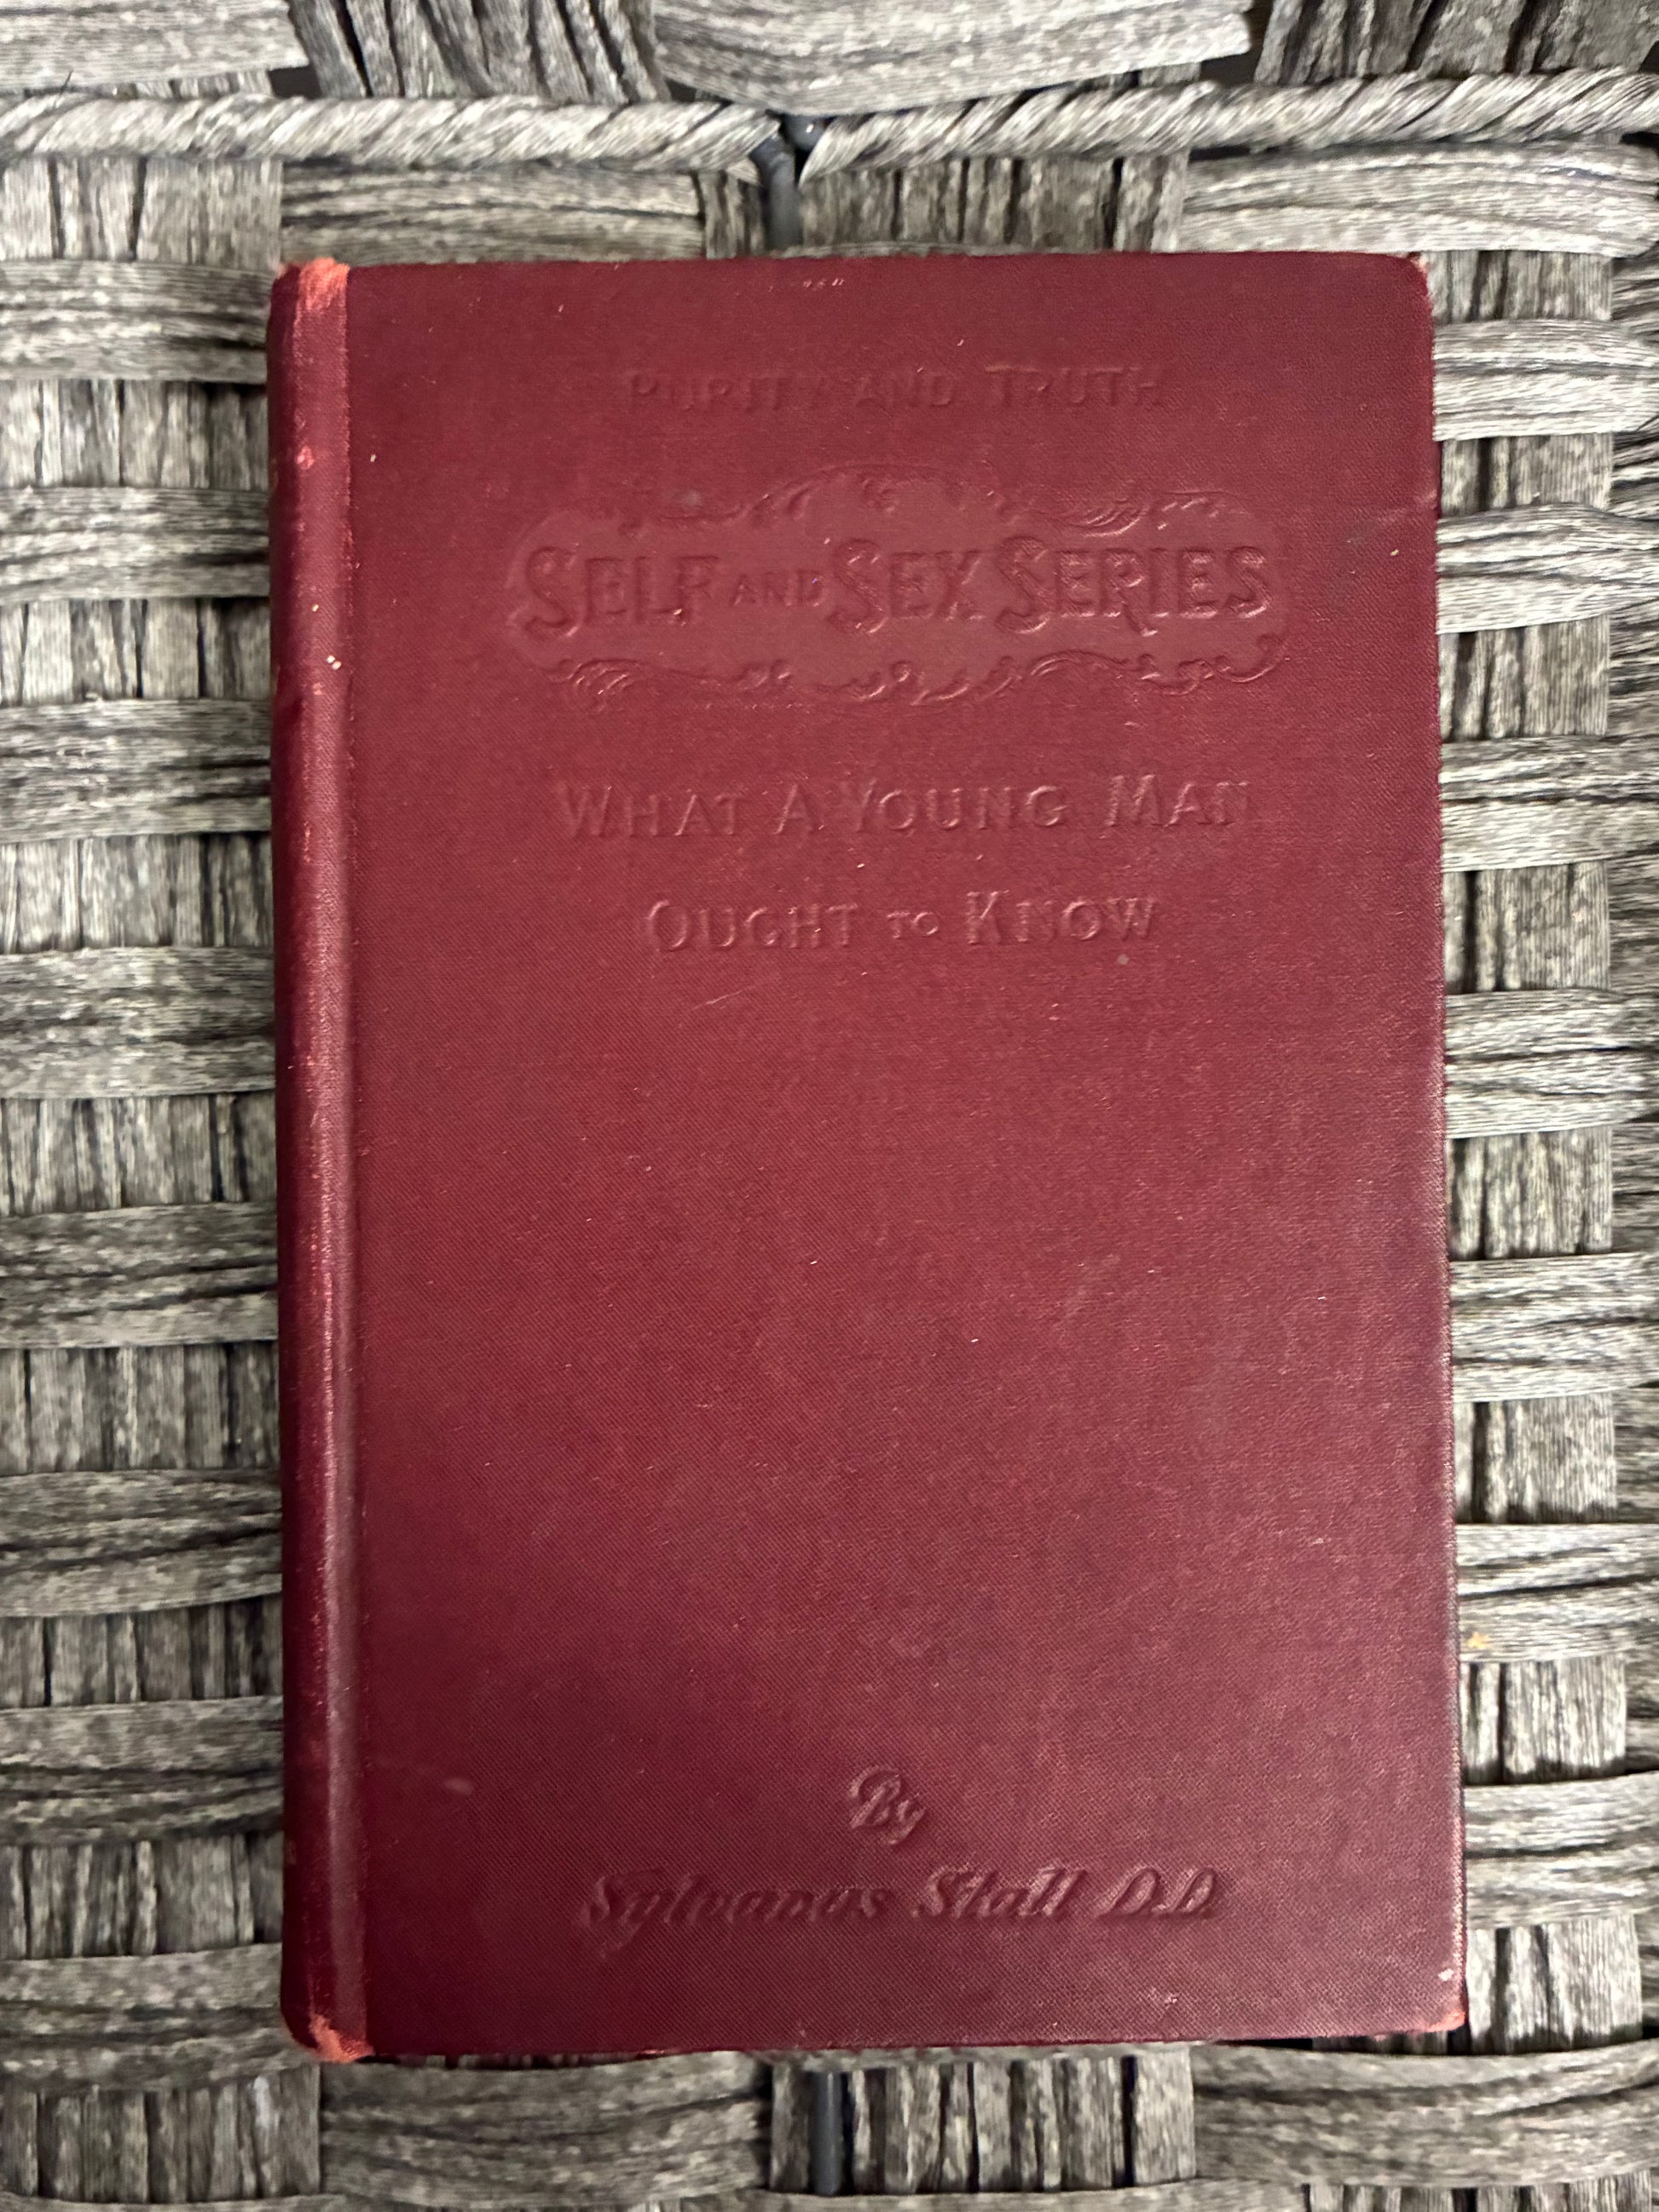 PURITY AND TRUTH
SELF AND SEX SERIES
WHAT A YOUNG MAN
OUGHT TO KNOW
By
Sylvanus Stall D.D.